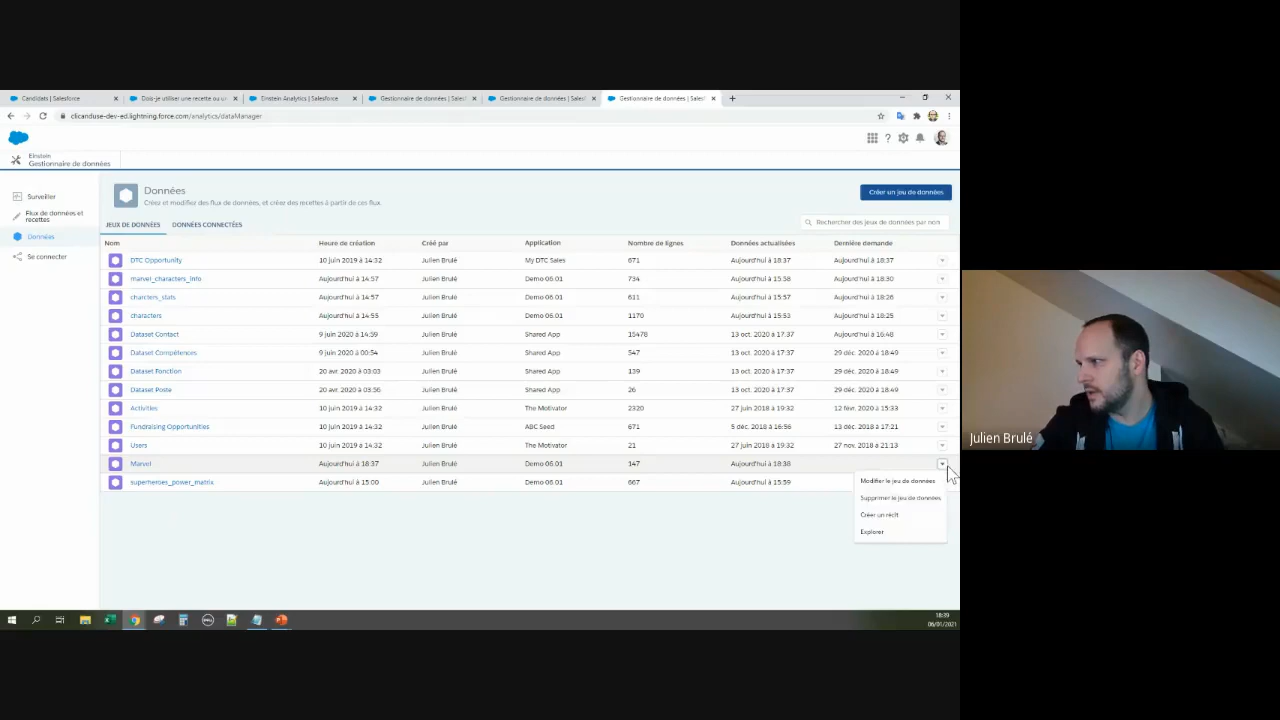 Candidats | Salesforce
Dois-je utiliser une recette ou u
Einstein Analytics | Salesforce
Gestionnaire de données | Sales
Gestionnaire de données | Sales
Gestionnaire de données | Sales
clicanduse-dev-ed.lightning.force.com/analytics/dataManager
Einstein
Gestionnaire de données
Surveiller
Flux de données et
recettes
Données
Se connecter
Données
Créez et modifiez des flux de données, et créez des recettes à partir de ces flux.
Créer un jeu de données
JEUX DE DONNÉES DONNÉES CONNECTÉES
Rechercher des jeux de données par nom
Nom Heure de création Créé par Application Nombre de lignes Données actualisées Dernière demande
DTC Opportunity 10 juin 2019 à 14:32 Julien Brulé My DTC Sales 671 Aujourd'hui à 18:37 Aujourd'hui à 18:37
marvel_characters_info Aujourd'hui à 14:57 Julien Brulé Demo 06.01 734 Aujourd'hui à 15:58 Aujourd'hui à 18:30
charcters_stats Aujourd'hui à 14:57 Julien Brulé Demo 06.01 611 Aujourd'hui à 15:57 Aujourd'hui à 18:26
characters Aujourd'hui à 14:55 Julien Brulé Demo 06.01 1170 Aujourd'hui à 15:53 Aujourd'hui à 18:25
Dataset Contact 9 juin 2020 à 14:59 Julien Brulé Shared App 15478 13 oct. 2020 à 17:37 Aujourd'hui à 16:48
Dataset Compétences 9 juin 2020 à 00:54 Julien Brulé Shared App 547 13 oct. 2020 à 17:37 29 déc. 2020 à 18:49
Dataset Fonction 20 avr. 2020 à 03:03 Julien Brulé Shared App 139 13 oct. 2020 à 17:37 29 déc. 2020 à 18:49
Dataset Poste 20 avr. 2020 à 03:56 Julien Brulé Shared App 26 13 oct. 2020 à 17:37 29 déc. 2020 à 18:49
Activities 10 juin 2019 à 14:32 Julien Brulé The Motivator 2320 27 juin 2018 à 19:32 12 févr. 2020 à 15:33
Fundraising Opportunities 10 juin 2019 à 14:32 Julien Brulé ABC Seed 671 5 déc. 2018 à 16:56 13 déc. 2018 à 17:21
Users 10 juin 2019 à 14:32 Julien Brulé The Motivator 21 27 juin 2018 à 19:32 27 nov. 2018 à 21:13
Marvel Aujourd'hui à 18:37 Julien Brulé Demo 06.01 147 Aujourd'hui à 18:38
superheroes_power_matrix Aujourd'hui à 15:00 Julien Brulé Demo 06.01 667 Aujourd'hui à 15:59
Modifier le jeu de données
Supprimer le jeu de données
Créer un récit
Explorer
Julien Brulé
18:39
06/01/2021